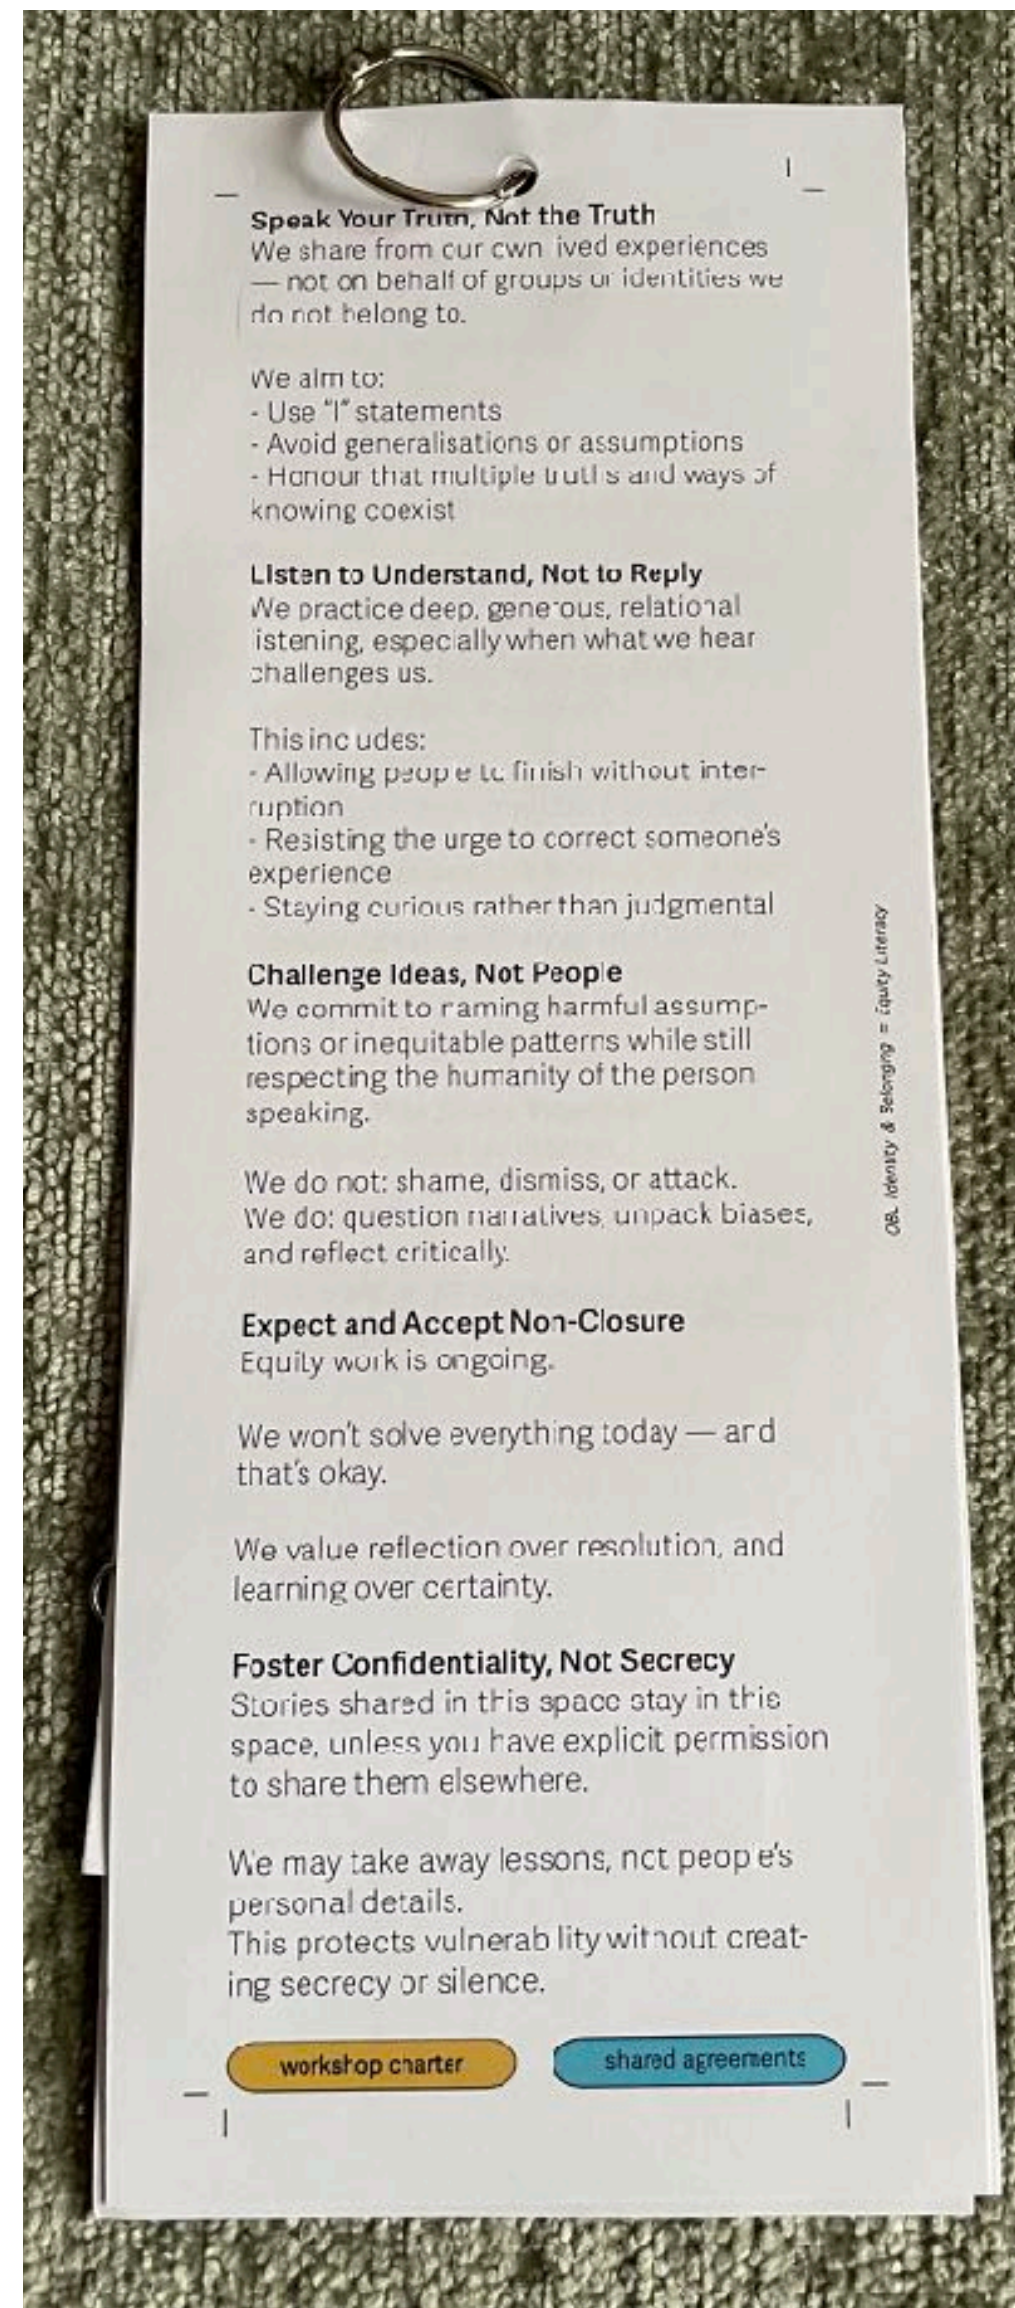 Speak Your Truth, Not the Truth
We share from our own lived experiences
— not on behalf of groups or identities we
do not belong to.
We aim to:
- Use "I" statements
- Avoid generalisations or assumptions
- Honour that multiple truths and ways of
knowing coexist
Listen to Understand, Not to Reply
We practice deep, generous, relational
listening, especially when what we hear
challenges us.
This includes:
- Allowing people to finish without inter-
ruption
- Resisting the urge to correct someone's
experience
- Staying curious rather than judgmental
Challenge Ideas, Not People
We commit to naming harmful assump-
tions or inequitable patterns while still
respecting the humanity of the person
speaking.
We do not: shame, dismiss, or attack.
We do: question narratives, unpack biases,
and reflect critically.
Expect and Accept Non-Closure
Equity work is ongoing.
We won't solve everything today — and
that's okay.
We value reflection over resolution, and
learning over certainty.
Foster Confidentiality, Not Secrecy
Stories shared in this space stay in this
space, unless you have explicit permission
to share them elsewhere.
We may take away lessons, not people's
personal details.
This protects vulnerability without creat-
ing secrecy or silence.
workshop charter
shared agreements
OBL Identity & Belonging = Equity Literacy